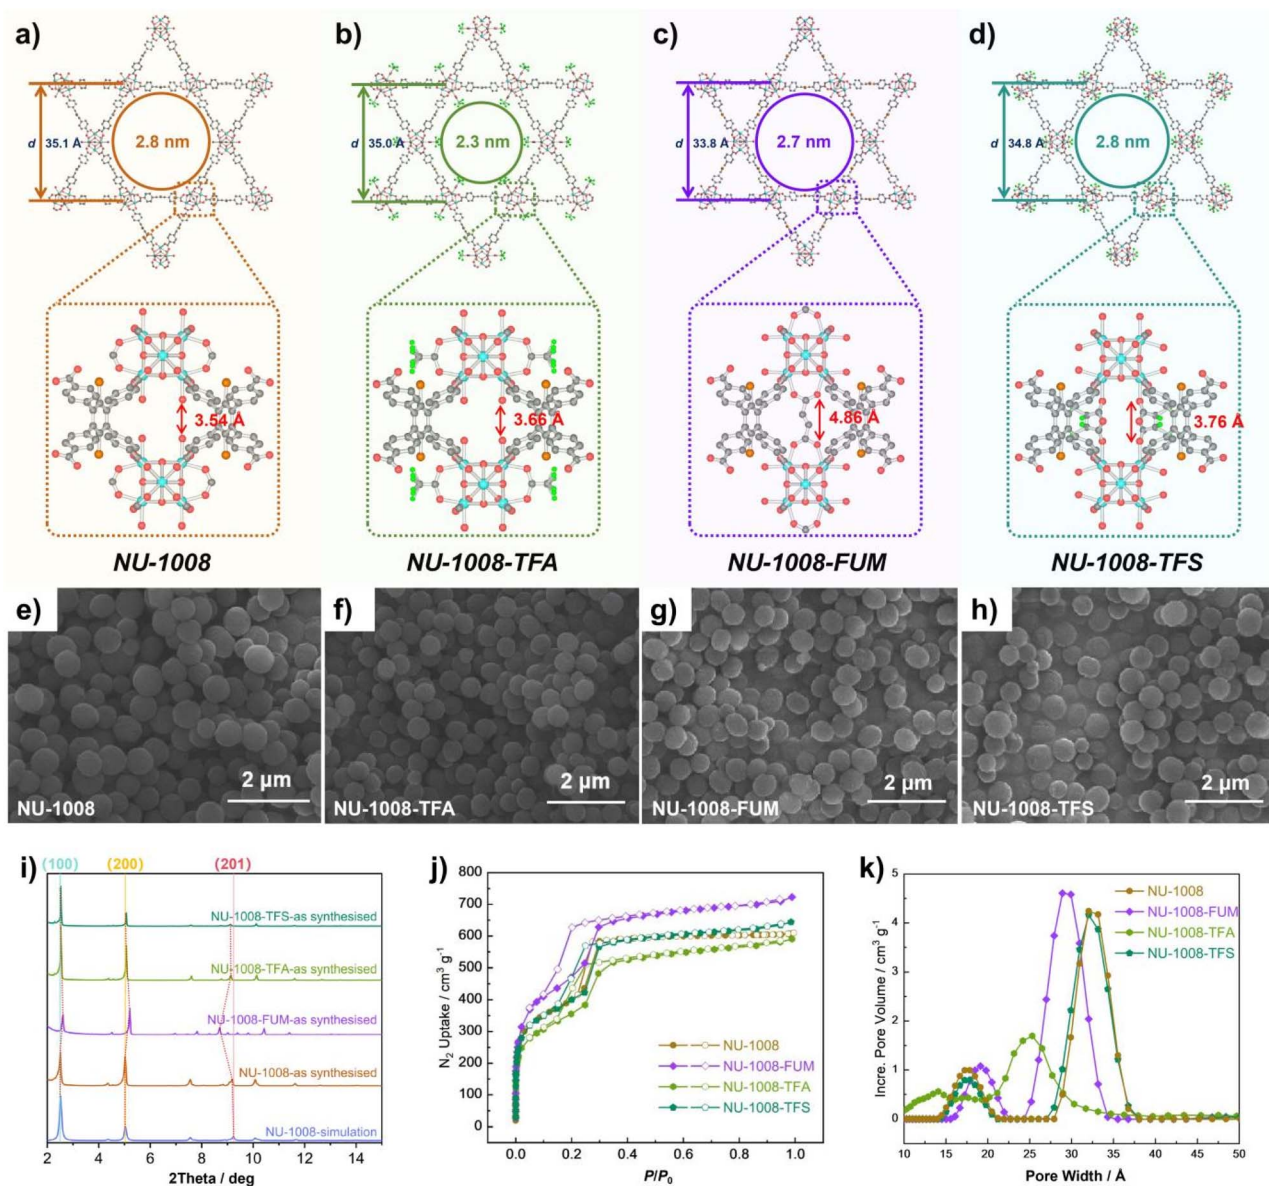 a)
b)
c)
d)
d 35.1 Å
2.8 nm
d 35.0 Å
2.3 nm
d 33.8 Å
2.7 nm
d 34.8 Å
2.8 nm
3.54 Å
3.66 Å
4.86 Å
3.76 Å
NU-1008
NU-1008-TFA
NU-1008-FUM
NU-1008-TFS
e)
f)
g)
h)
2 µm
2 µm
2 µm
2 µm
NU-1008
NU-1008-TFA
NU-1008-FUM
NU-1008-TFS
i)
(100)
(200)
(201)
NU-1008-TFS-as synthesised
NU-1008-TFA-as synthesised
NU-1008-FUM-as synthesised
NU-1008-as synthesised
NU-1008-simulation
2 4 6 8 10 12 14
2Theta / deg
j)
800
700
600
500
400
300
200
100
0
N₂ Uptake / cm³ g⁻¹
NU-1008
NU-1008-FUM
NU-1008-TFA
NU-1008-TFS
0.0 0.2 0.4 0.6 0.8 1.0
P/P₀
k)
5
4
3
2
1
0
Incre. Pore Volume / cm³ g⁻¹
NU-1008
NU-1008-FUM
NU-1008-TFA
NU-1008-TFS
10 15 20 25 30 35 40 45 50
Pore Width / Å